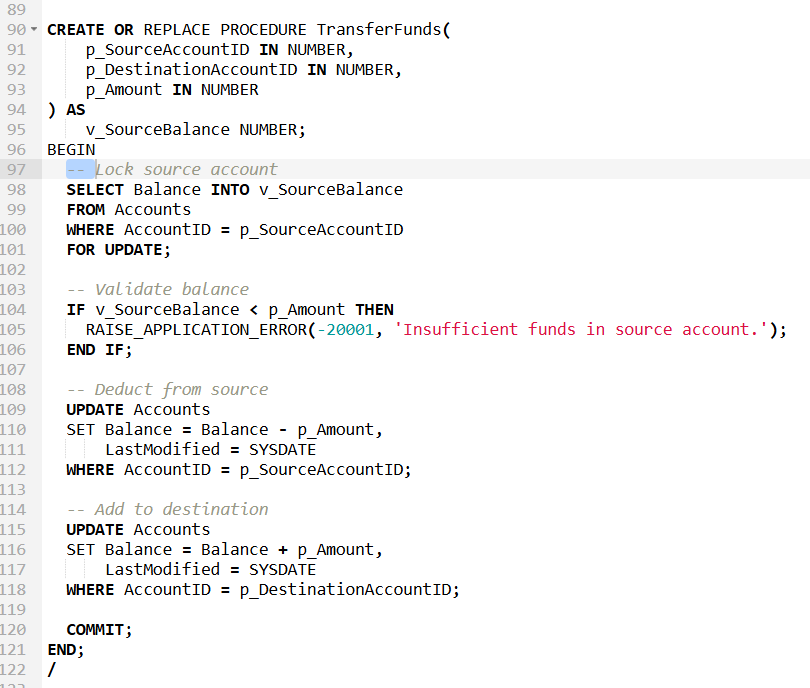 89
90 CREATE OR REPLACE PROCEDURE TransferFunds(
91     p_SourceAccountID IN NUMBER,
92     p_DestinationAccountID IN NUMBER,
93     p_Amount IN NUMBER
94 ) AS
95     v_SourceBalance NUMBER;
96 BEGIN
97   -- Lock source account
98   SELECT Balance INTO v_SourceBalance
99   FROM Accounts
100   WHERE AccountID = p_SourceAccountID
101   FOR UPDATE;
102
103   -- Validate balance
104   IF v_SourceBalance < p_Amount THEN
105     RAISE_APPLICATION_ERROR(-20001, 'Insufficient funds in source account.');
106   END IF;
107
108   -- Deduct from source
109   UPDATE Accounts
110   SET Balance = Balance - p_Amount,
111       LastModified = SYSDATE
112   WHERE AccountID = p_SourceAccountID;
113
114   -- Add to destination
115   UPDATE Accounts
116   SET Balance = Balance + p_Amount,
117       LastModified = SYSDATE
118   WHERE AccountID = p_DestinationAccountID;
119
120   COMMIT;
121 END;
122 /